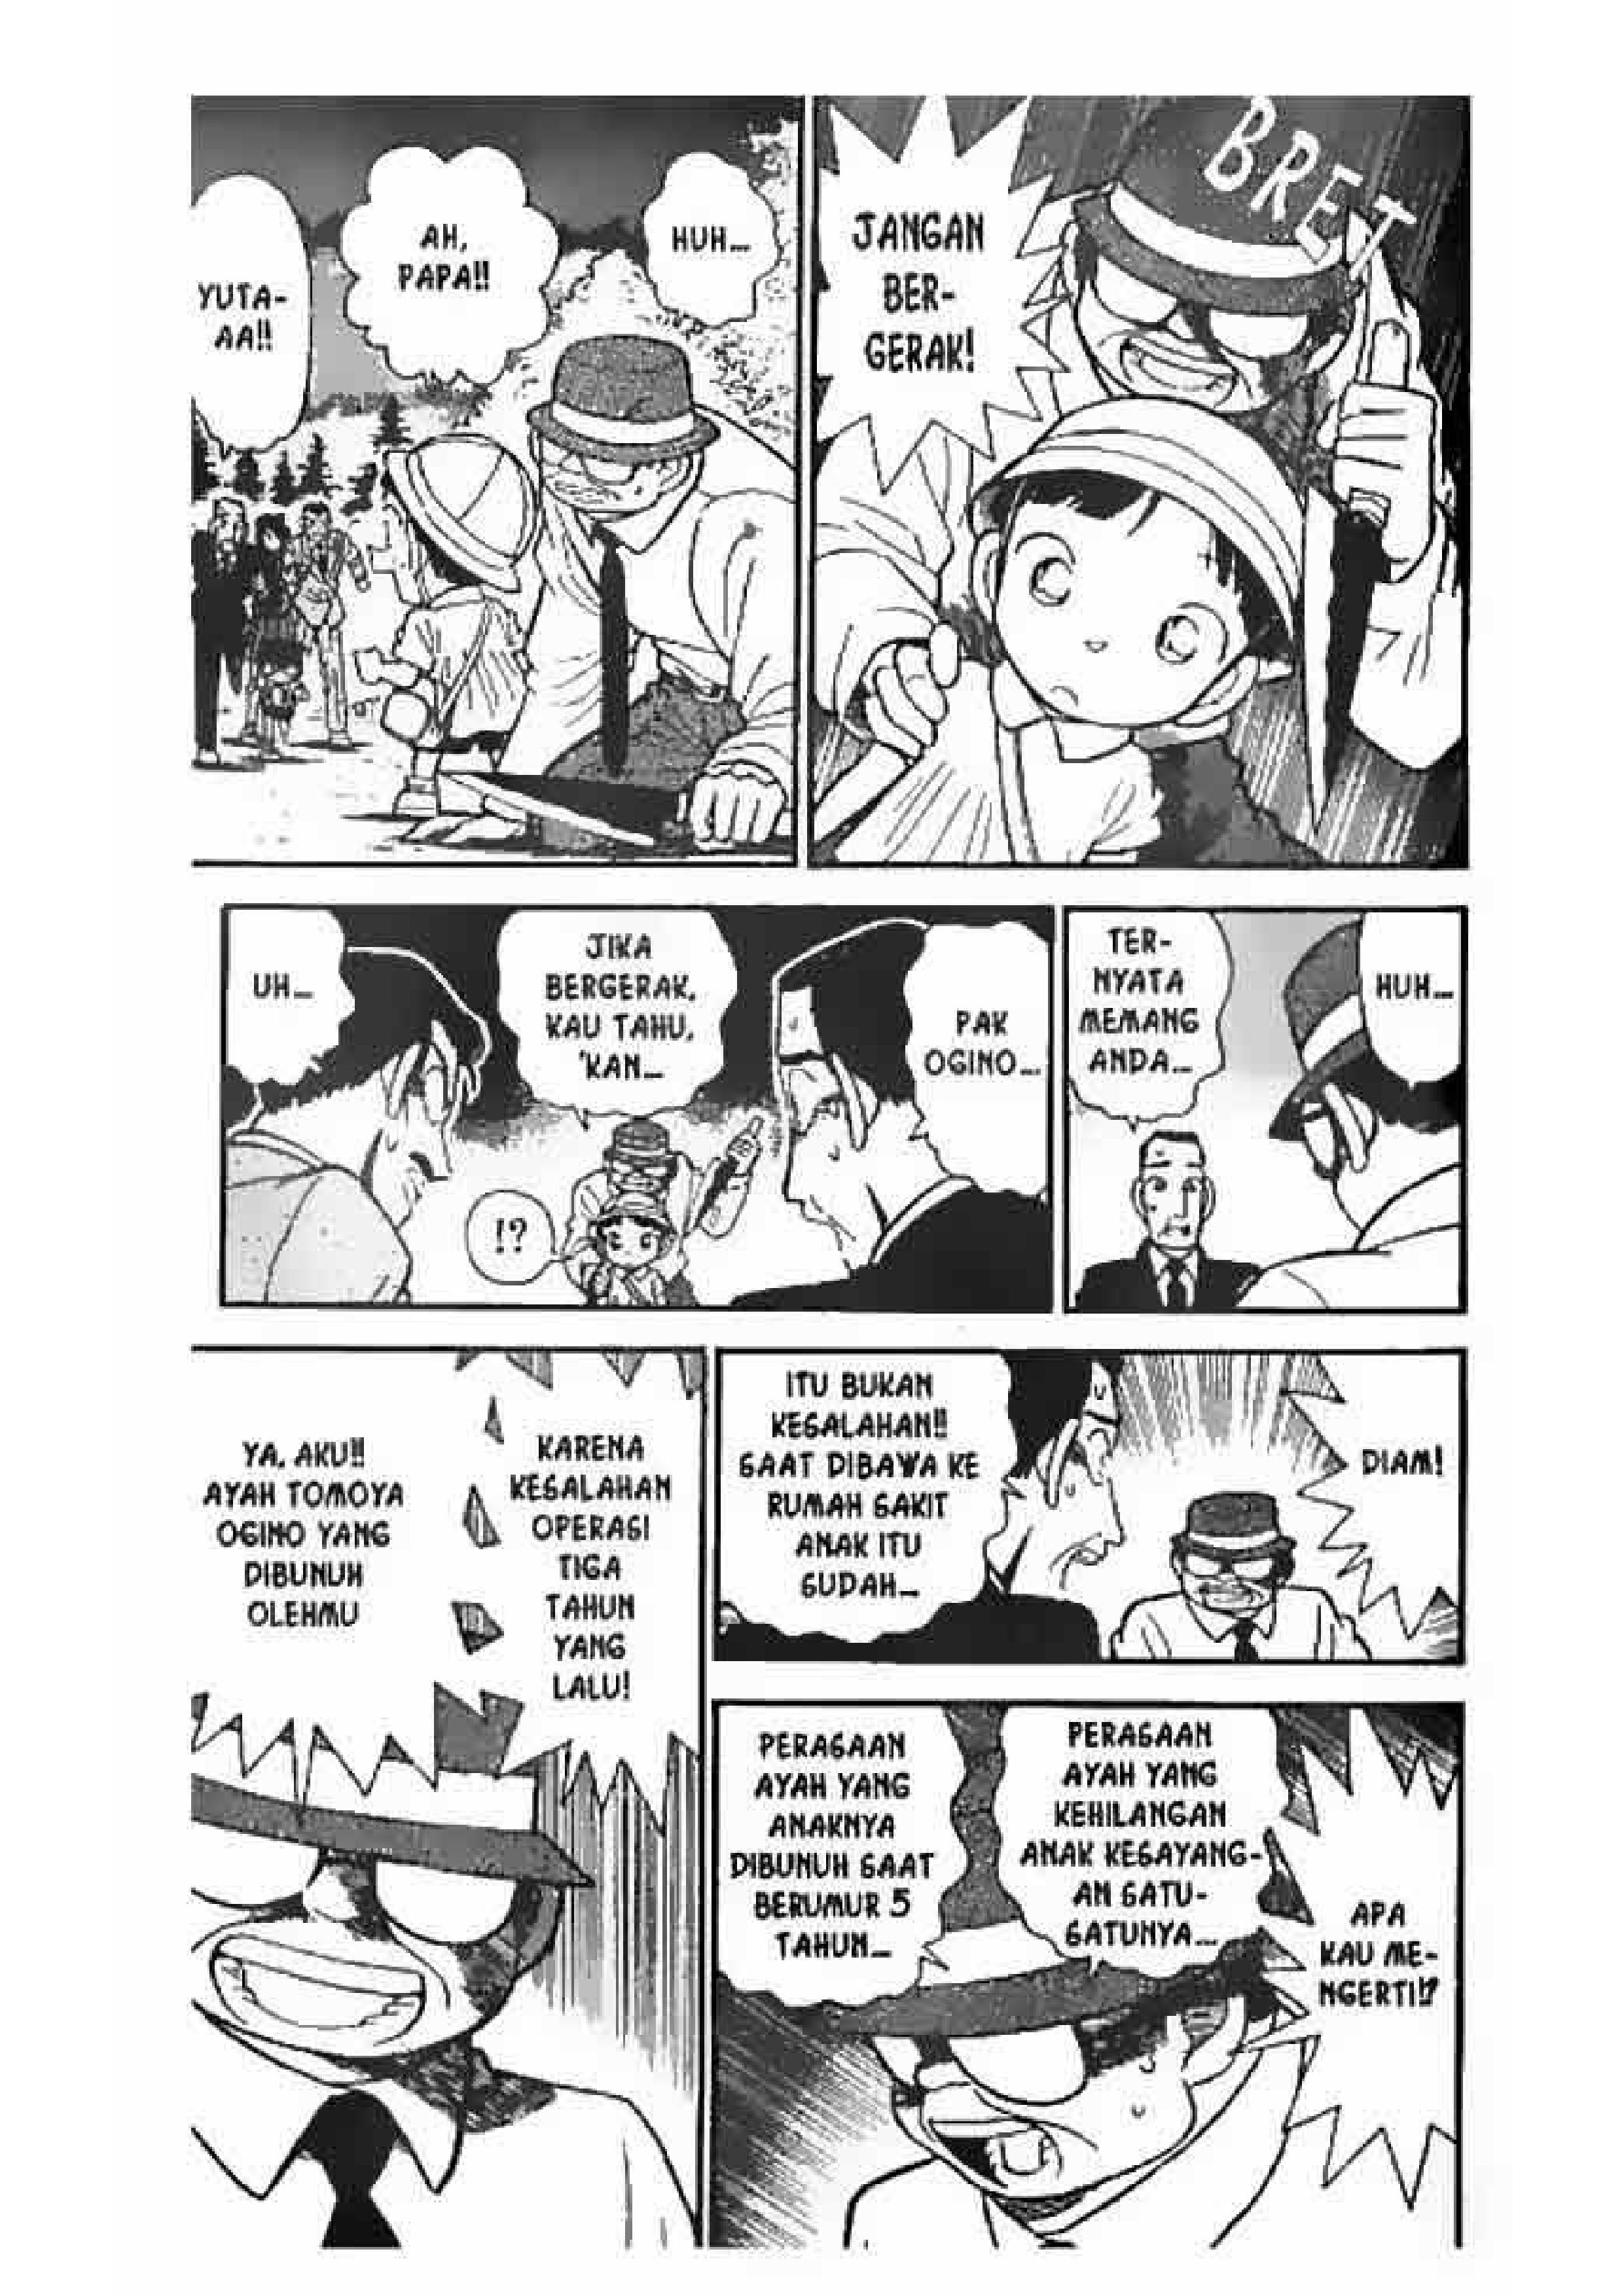 BRET
JANGAN
BER-
GERAK!
HUH...
AH,
PAPA!!
YUTA-
AA!!
HUH...
TER-
NYATA
MEMANG
ANDA...
PAK
OGINO...
JIKA
BERGERAK,
KAU TAHU,
'KAN...
!?
UH...
DIAM!
ITU BUKAN
KESALAHAN!!
SAAT DIBAWA KE
RUMAH SAKIT
ANAK ITU
SUDAH...
APA
KAU ME-
NGERTI!?
PERASAAN
AYAH YANG
KEHILANGAN
ANAK KESAYANG-
AN SATU-
SATUNYA...
PERASAAN
AYAH YANG
ANAKNYA
DIBUNUH SAAT
BERUMUR 5
TAHUN...
KARENA
KESALAHAN
OPERASI
TIGA
TAHUN
YANG
LALU!
YA, AKU!!
AYAH TOMOYA
OGINO YANG
DIBUNUH
OLEHMU